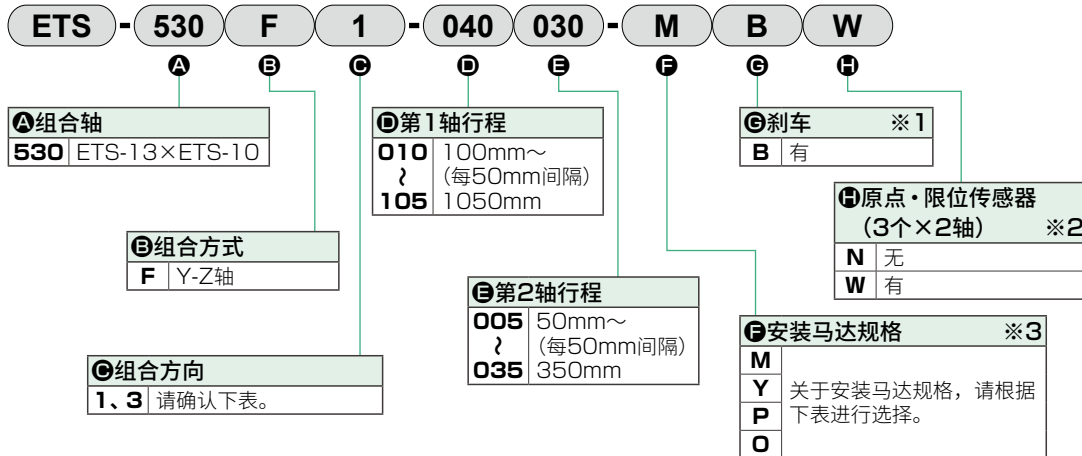 ETS - 530 F 1 - 040 030 - M B W
A B C D E F G H
A组合轴
530 ETS-13×ETS-10
D第1轴行程
010 100mm～
≀ (每50mm间隔)
105 1050mm
G刹车 ※1
B 有
H原点・限位传感器
(3个×2轴) ※2
N 无
W 有
B组合方式
F Y-Z轴
E第2轴行程
005 50mm～
≀ (每50mm间隔)
035 350mm
F安装马达规格 ※3
M
Y
P
O
关于安装马达规格，请根据
下表进行选择。
C组合方向
1、3 请确认下表。